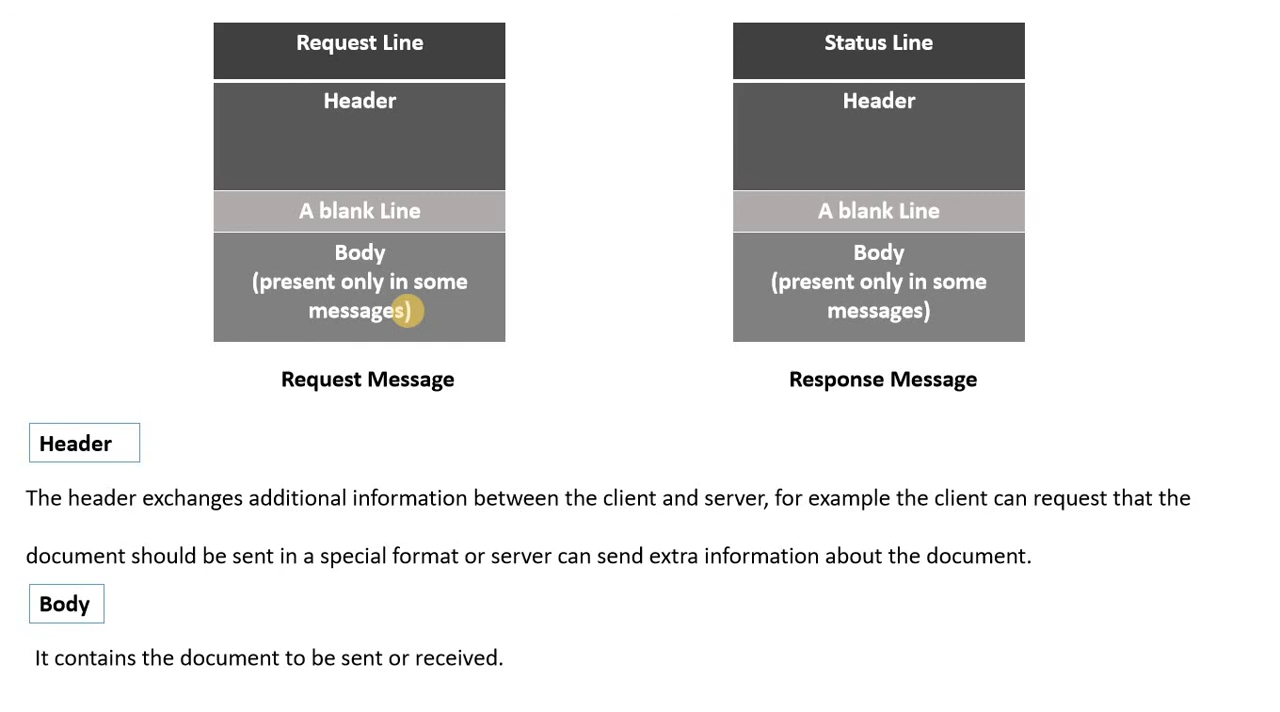 Request Line
Header
A blank Line
Body
(present only in some
messages)
Request Message
Status Line
Header
A blank Line
Body
(present only in some
messages)
Response Message
Header
The header exchanges additional information between the client and server, for example the client can request that the
document should be sent in a special format or server can send extra information about the document.
Body
It contains the document to be sent or received.